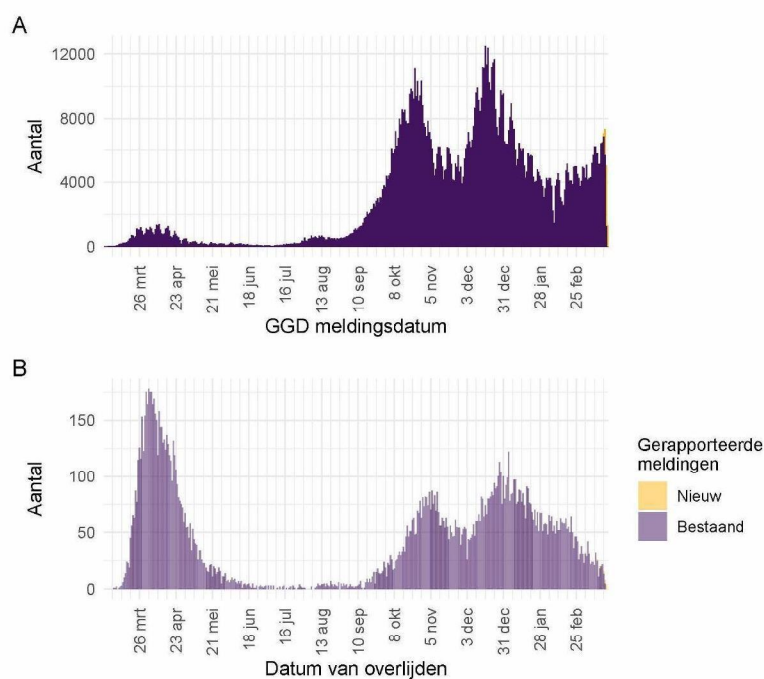 A
12000
8000
4000
0
Aantal
26 mrt
23 apr
21 mei
18 jun
16 jul
13 aug
10 sep
8 okt
5 nov
3 dec
31 dec
28 jan
25 feb
GGD meldingsdatum
B
150
100
50
0
Aantal
26 mrt
23 apr
21 mei
18 jun
16 jul
13 aug
10 sep
8 okt
5 nov
3 dec
31 dec
28 jan
25 feb
Datum van overlijden
Gerapporteerde
meldingen
Nieuw
Bestaand